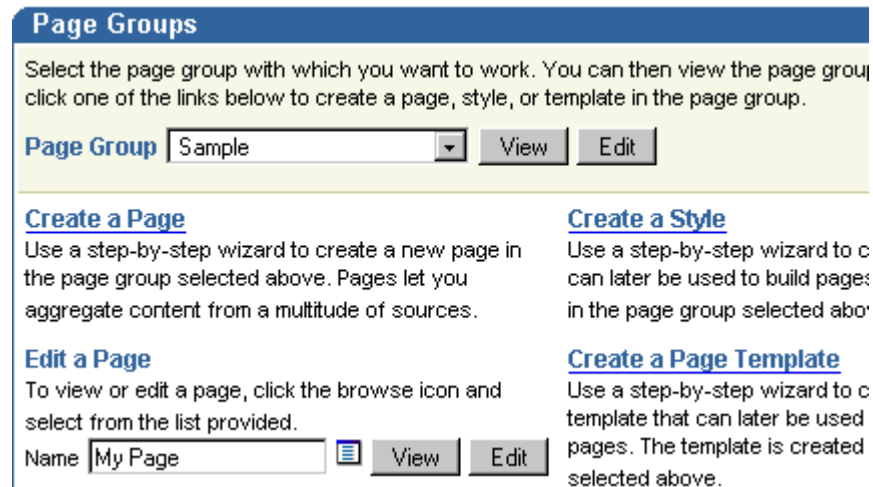 Page Groups
Select the page group with which you want to work. You can then view the page group
click one of the links below to create a page, style, or template in the page group.
Page Group Sample View Edit
Create a Page
Use a step-by-step wizard to create a new page in
the page group selected above. Pages let you
aggregate content from a multitude of sources.
Edit a Page
To view or edit a page, click the browse icon and
select from the list provided.
Name My Page View Edit
Create a Style
Use a step-by-step wizard to
can later be used to build pages
in the page group selected
Create a Page Template
Use a step-by-step wizard to
template that can later be used
pages. The template is created
selected above.